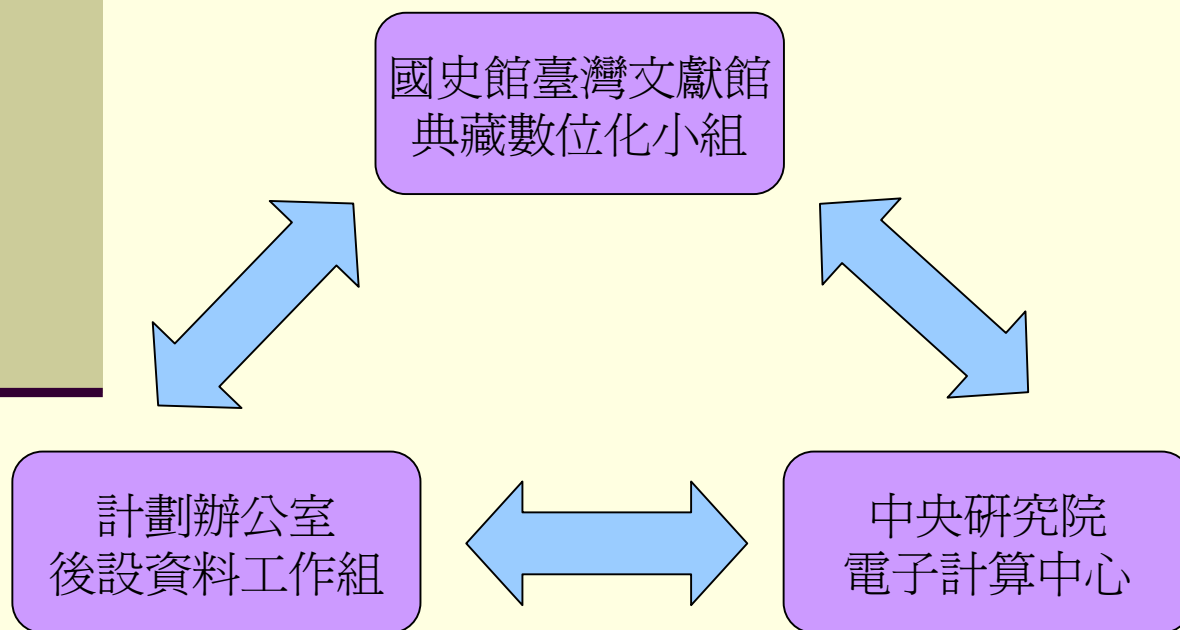 國史館臺灣文獻館
典藏數位化小組
計劃辦公室
後設資料工作組
中央研究院
電子計算中心